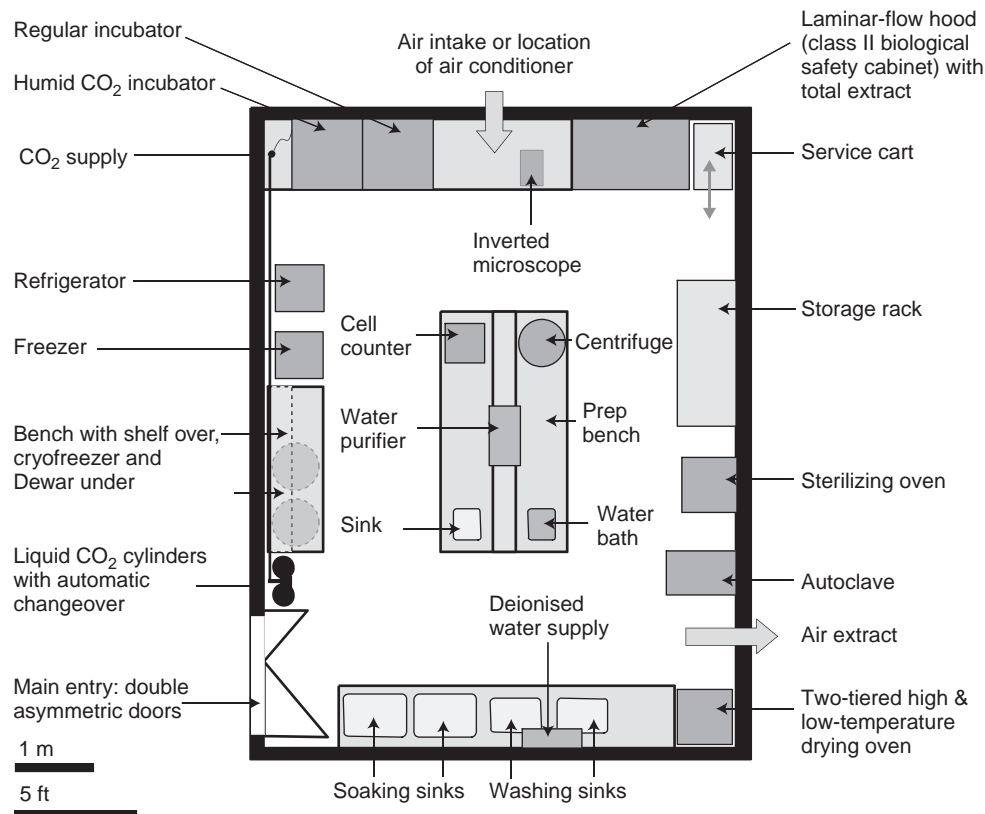 Regular incubator
Humid CO2 incubator
CO2 supply
Air intake or location
of air conditioner
Laminar-flow hood
(class II biological
safety cabinet) with
total extract
Service cart
Inverted
microscope
Refrigerator
Freezer
Cell
counter
Centrifuge
Storage rack
Bench with shelf over,
cryofreezer and
Dewar under
Water
purifier
Prep
bench
Sterilizing oven
Sink
Water
bath
Liquid CO2 cylinders
with automatic
changeover
Autoclave
Deionised
water supply
Air extract
Main entry: double
asymmetric doors
Two-tiered high &
low-temperature
drying oven
1 m
5 ft
Soaking sinks
Washing sinks